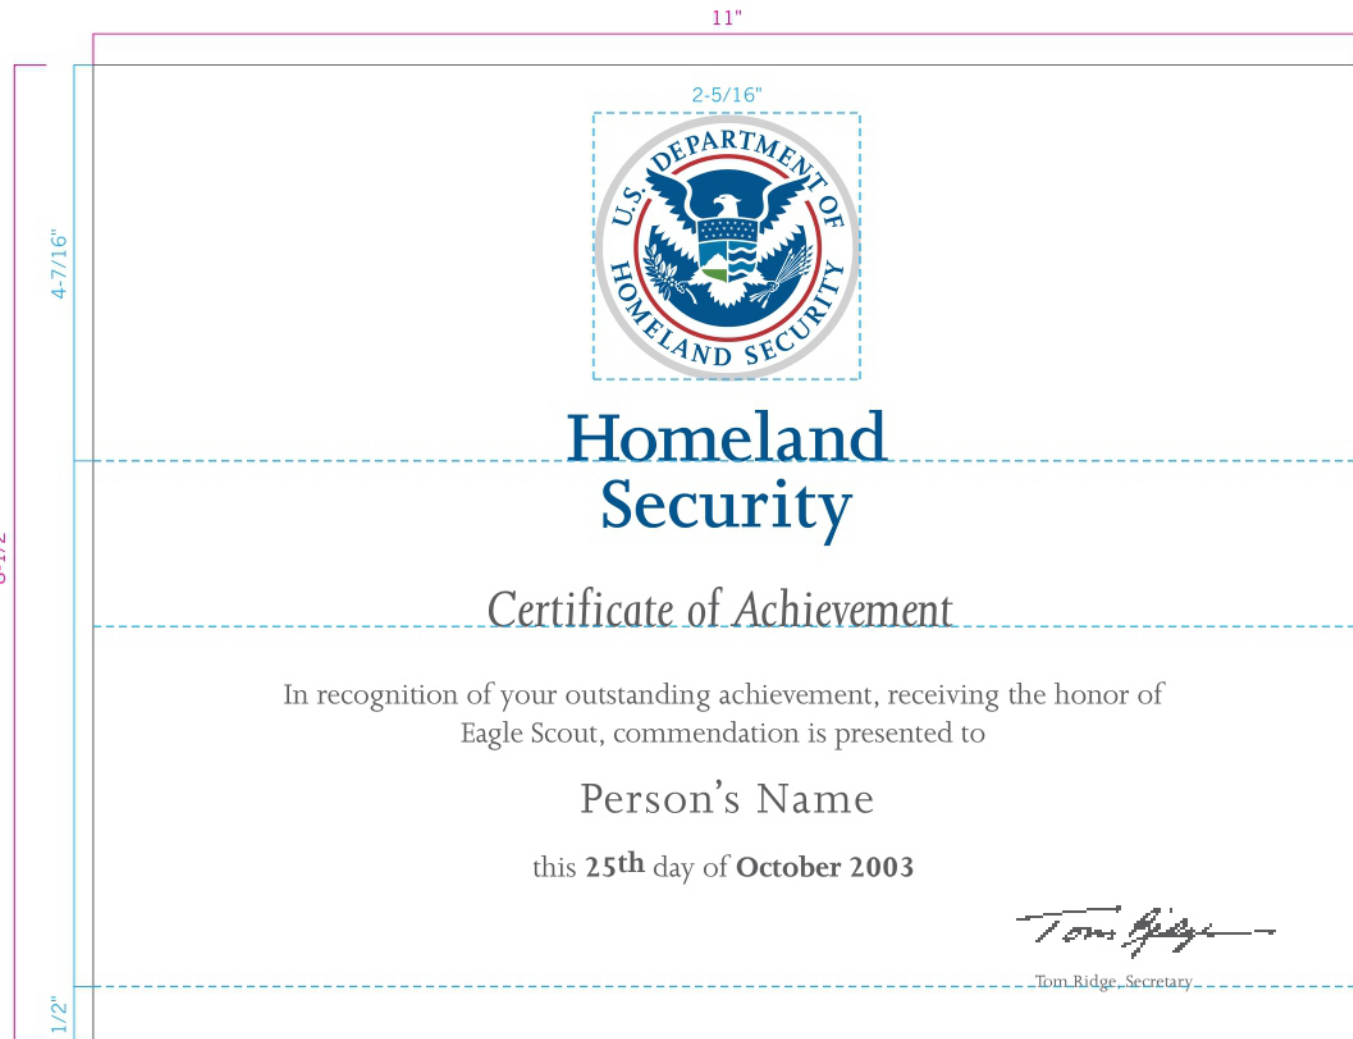 11"
2-5/16"
U.S. DEPARTMENT OF
HOMELAND SECURITY
4-7/16"
Homeland
Security
Certificate of Achievement
In recognition of your outstanding achievement, receiving the honor of
Eagle Scout, commendation is presented to
Person’s Name
this 25th day of October 2003
Tom Ridge
Tom Ridge, Secretary
1/2"